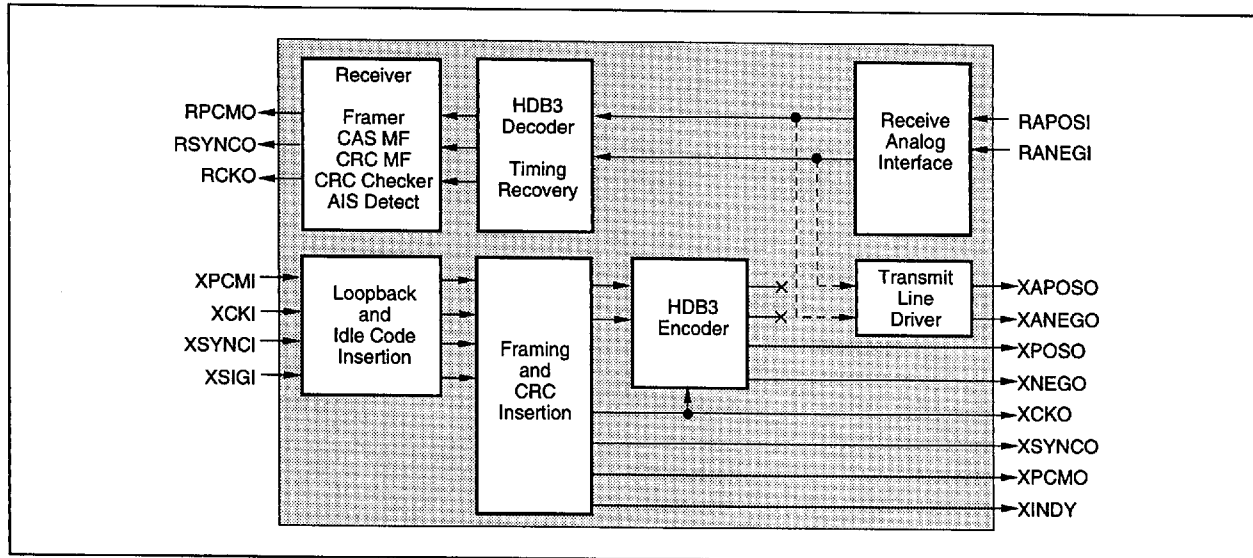 RPCMO
RSYNCO
RCKO
Receiver
Framer
CAS MF
CRC MF
CRC Checker
AIS Detect
HDB3
Decoder
Timing
Recovery
Receive
Analog
Interface
RAPOSI
RANEGI
XPCMI
XCKI
XSYNCI
XSIGI
Loopback
and
Idle Code
Insertion
Framing
and
CRC
Insertion
HDB3
Encoder
Transmit
Line
Driver
XAPOSO
XANEGO
XPOSO
XNEGO
XCKO
XSYNCO
XPCMO
XINDY